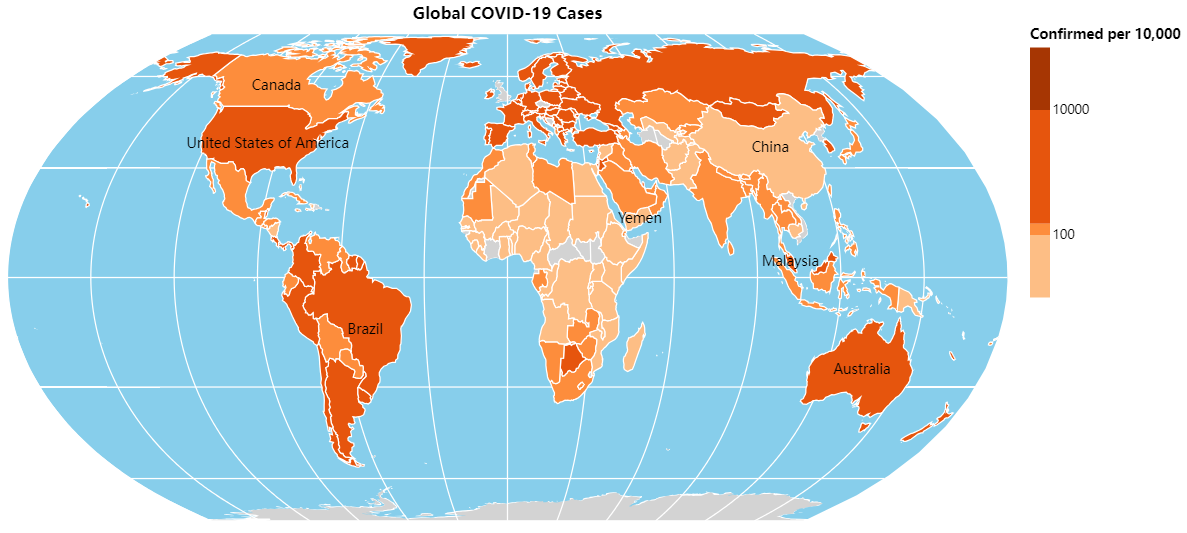 Global COVID-19 Cases
Confirmed per 10,000
Canada
10000
United States of America
China
Yemen
100
Malaysia
Brazil
Australia